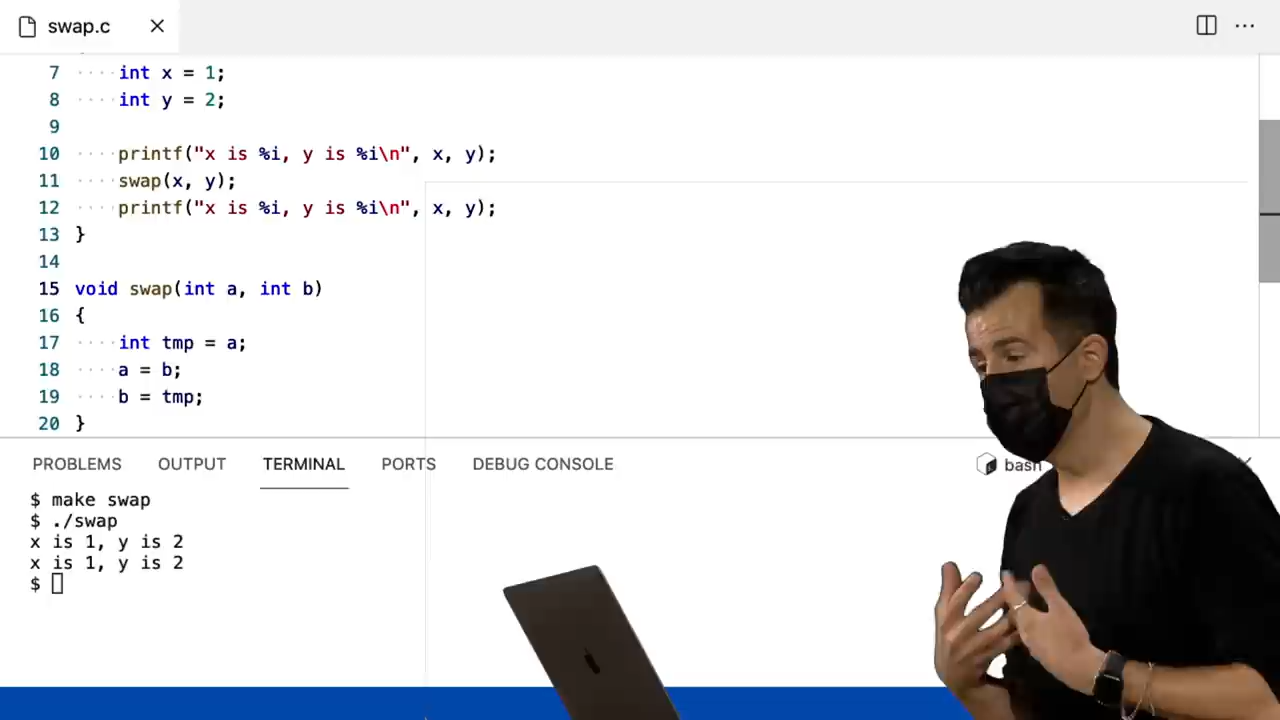 swap.c
7 ····int x = 1;
8 ····int y = 2;
9
10 ····printf("x is %i, y is %i\n", x, y);
11 ····swap(x, y);
12 ····printf("x is %i, y is %i\n", x, y);
13 }
14
15 void swap(int a, int b)
16 {
17 ····int tmp = a;
18 ····a = b;
19 ····b = tmp;
20 }
PROBLEMS OUTPUT TERMINAL PORTS DEBUG CONSOLE bash
$ make swap
$ ./swap
x is 1, y is 2
x is 1, y is 2
$